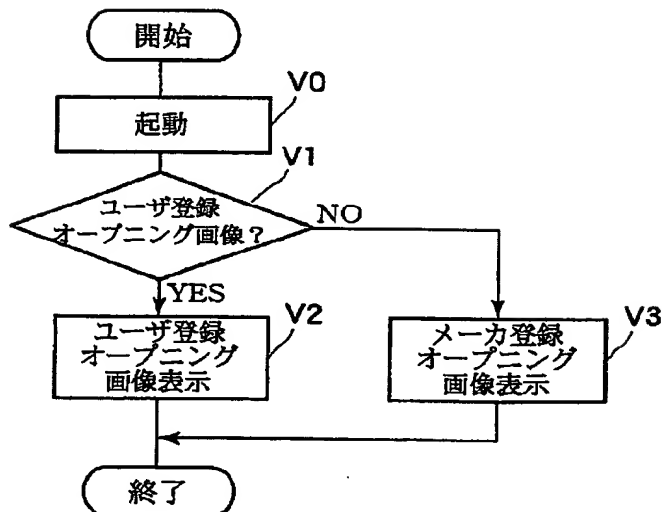 開始
V0
起動
V1
ユーザ登録
オープニング画像？
NO
YES
V2
ユーザ登録
オープニング
画像表示
V3
メーカ登録
オープニング
画像表示
終了